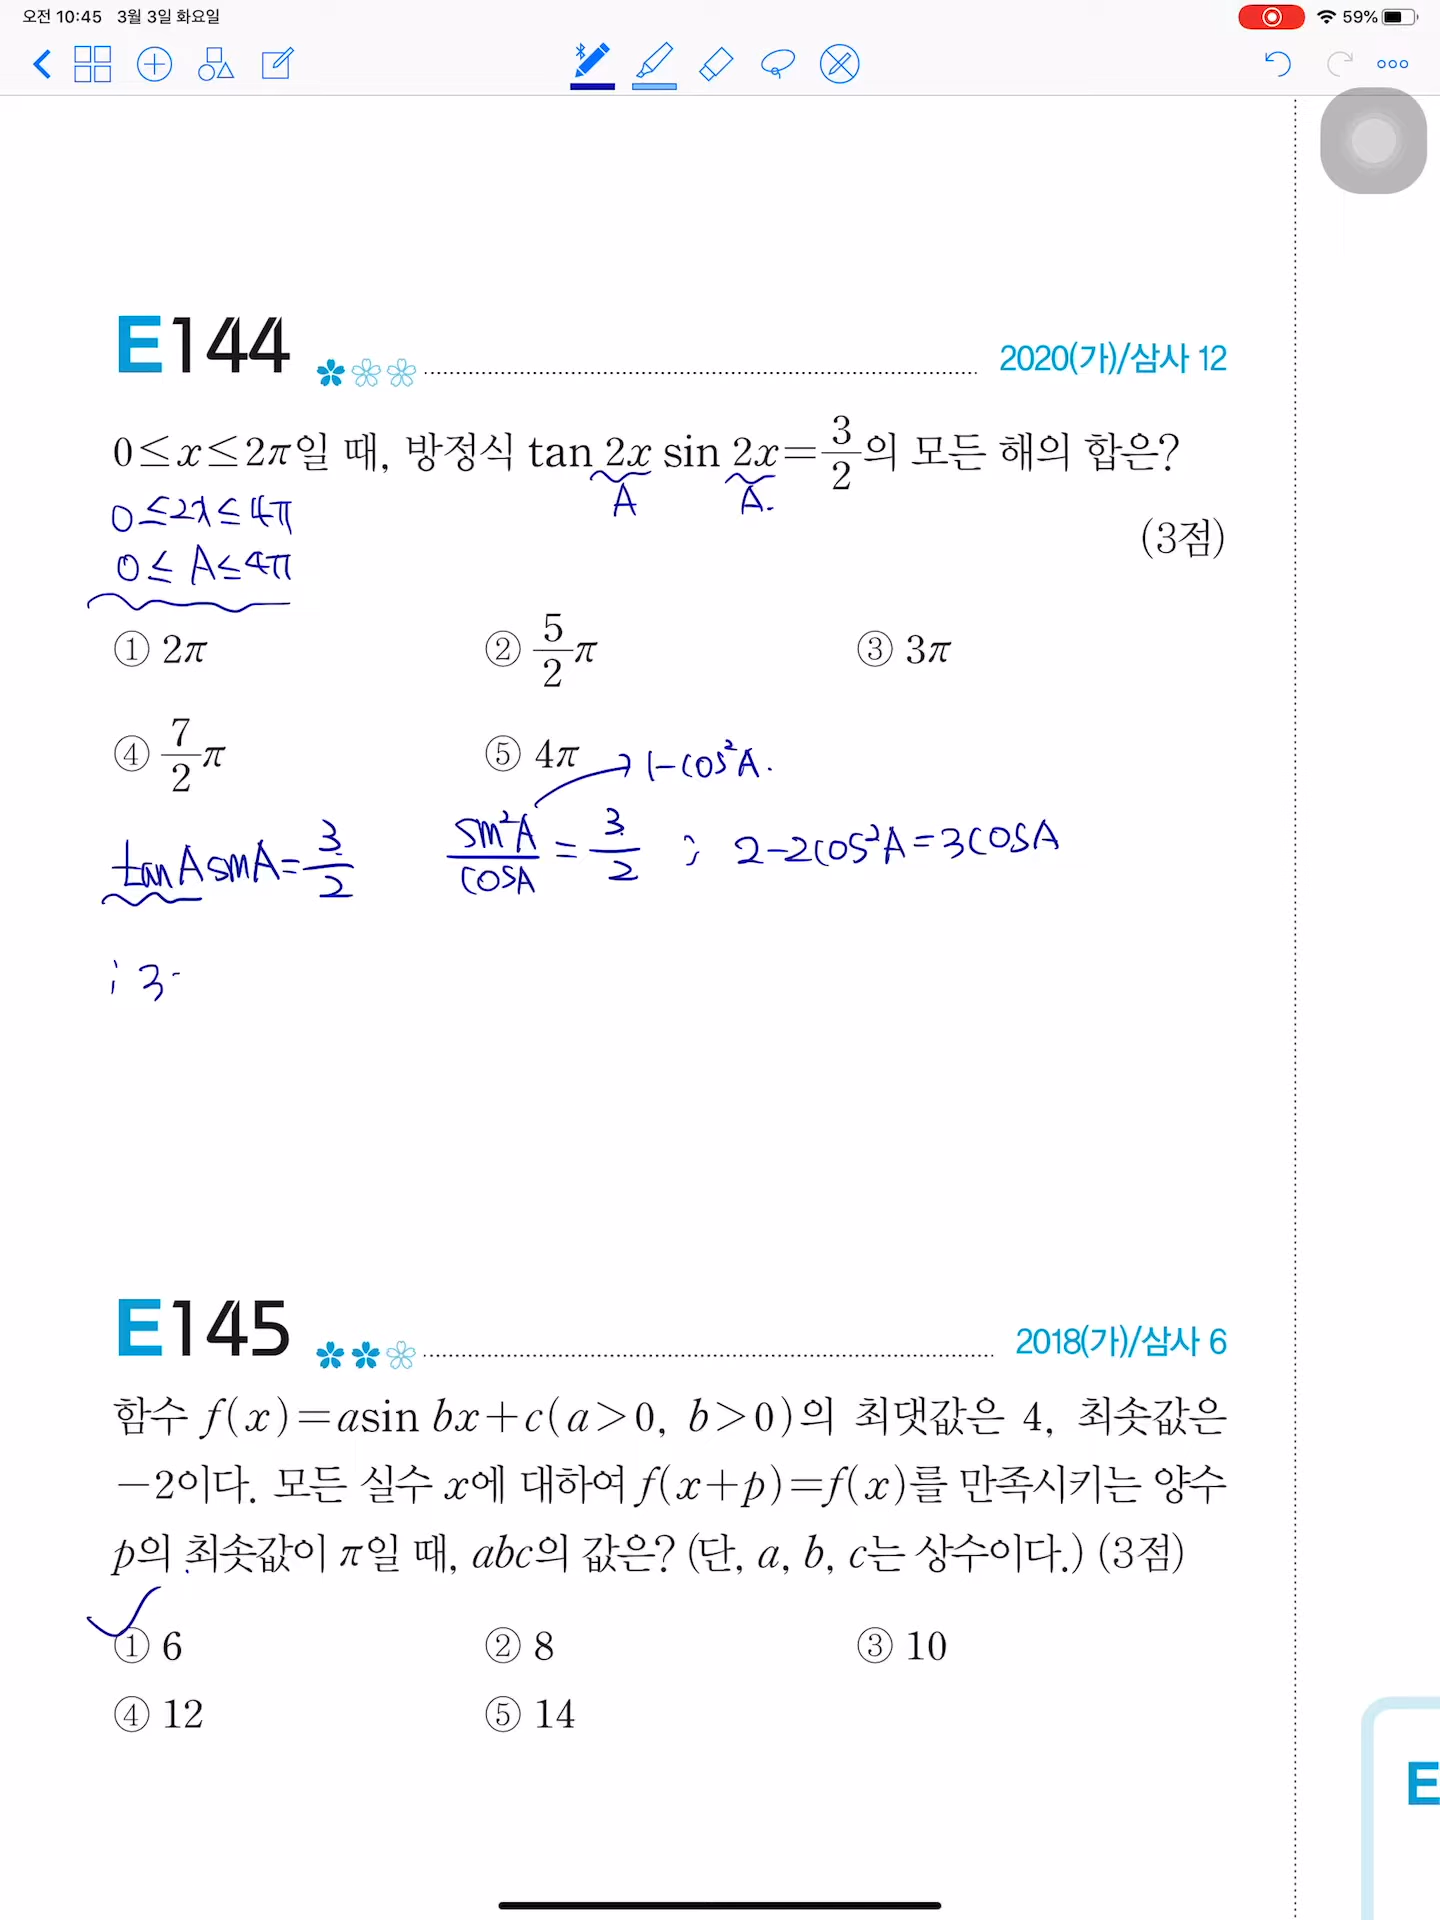 오전 10:45 3월 3일 화요일
59%
E144
2020(가)/삼사 12
0≤x≤2π일 때, 방정식 tan 2x sin 2x=3/2의 모든 해의 합은?
A A.
0≤2x≤4π
(3점)
0≤A≤4π
① 2π ② 5/2π ③ 3π
④ 7/2π ⑤ 4π
1-cos²A.
tanA sinA=3/2 sin²A/cosA=3/2 ; 2-2cos²A=3cosA
; 3-
E145
2018(가)/삼사 6
함수 f(x)=asin bx+c(a>0, b>0)의 최댓값은 4, 최솟값은
-2이다. 모든 실수 x에 대하여 f(x+p)=f(x)를 만족시키는 양수
p의 최솟값이 π일 때, abc의 값은? (단, a, b, c는 상수이다.) (3점)
① 6 ② 8 ③ 10
④ 12 ⑤ 14
E